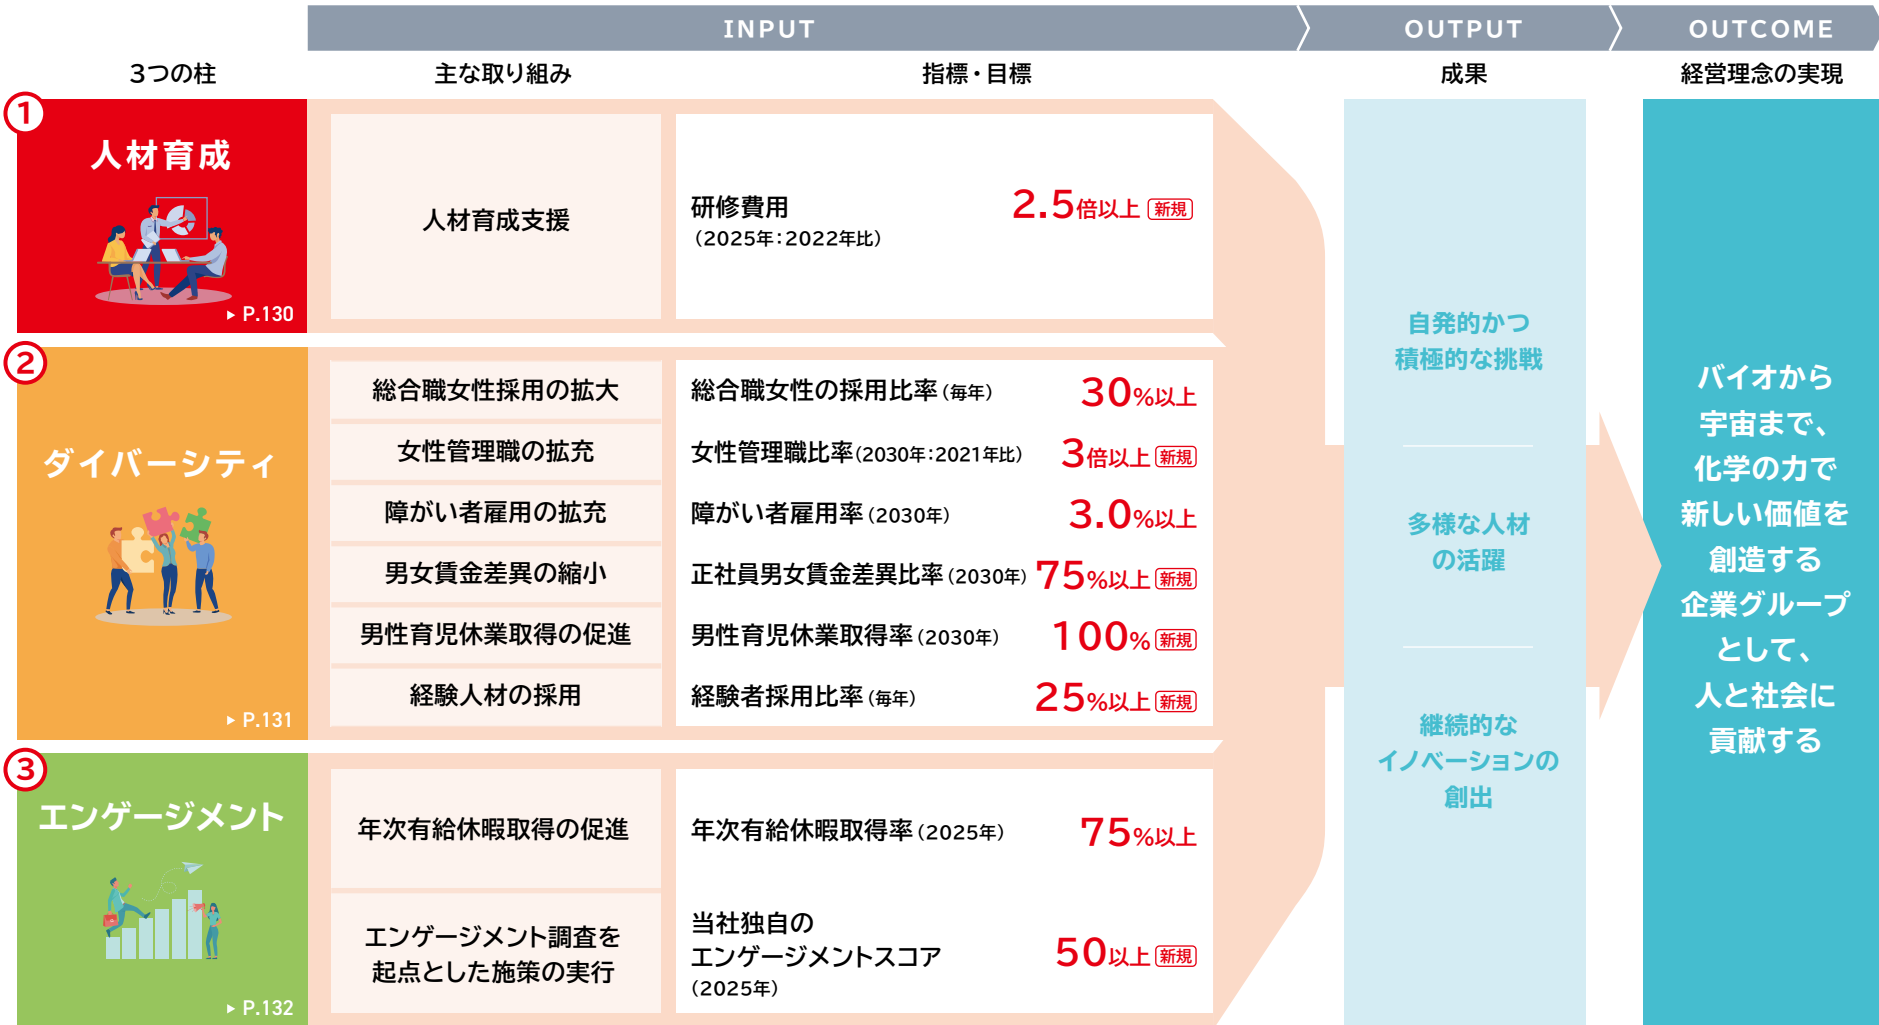 INPUT
OUTPUT
OUTCOME
3つの柱
主な取り組み
指標・目標
成果
経営理念の実現
①
人材育成
▶ P.130
人材育成支援
研修費用
（2025年：2022年比）
2.5倍以上 新規
②
ダイバーシティ
▶ P.131
総合職女性採用の拡大
総合職女性の採用比率（毎年） 30%以上
女性管理職の拡充
女性管理職比率（2030年：2021年比） 3倍以上 新規
障がい者雇用の拡充
障がい者雇用率（2030年） 3.0%以上
男女賃金差異の縮小
正社員男女賃金差異比率（2030年） 75%以上 新規
男性育児休業取得の促進
男性育児休業取得率（2030年） 100% 新規
経験人材の採用
経験者採用比率（毎年） 25%以上 新規
③
エンゲージメント
▶ P.132
年次有給休暇取得の促進
年次有給休暇取得率（2025年） 75%以上
エンゲージメント調査を
起点とした施策の実行
当社独自の
エンゲージメントスコア
（2025年）
50以上 新規
自発的かつ
積極的な挑戦
多様な人材
の活躍
継続的な
イノベーションの
創出
バイオから
宇宙まで、
化学の力で
新しい価値を
創造する
企業グループ
として、
人と社会に
貢献する